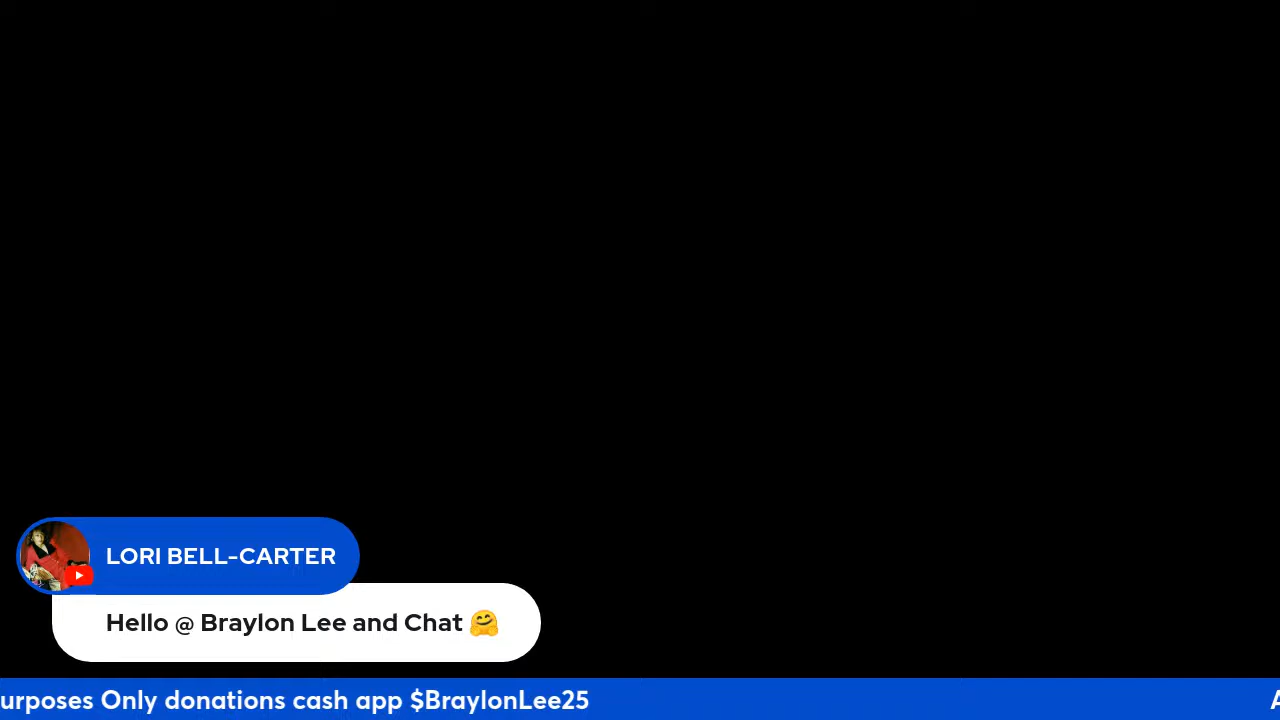 LORI BELL-CARTER
Hello @ Braylon Lee and Chat 🤗
urposes Only donations cash app $BraylonLee25